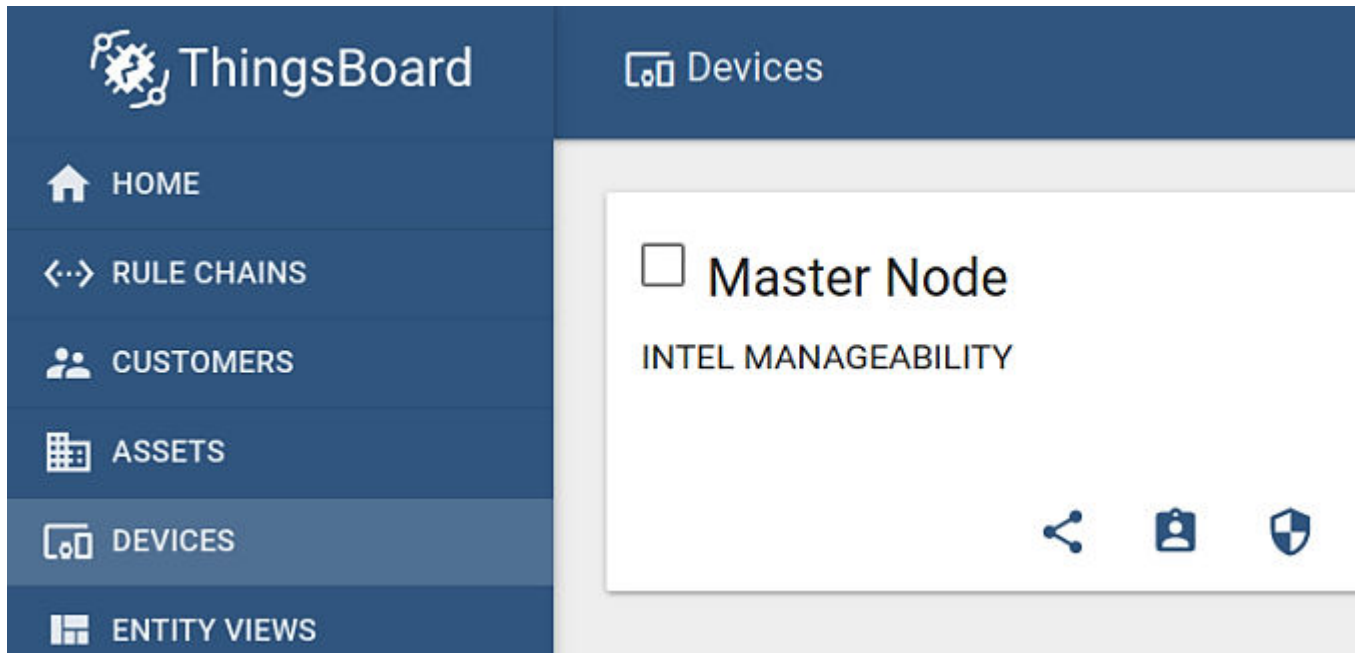 ThingsBoard
HOME
RULE CHAINS
CUSTOMERS
ASSETS
DEVICES
ENTITY VIEWS
Devices
Master Node
INTEL MANAGEABILITY